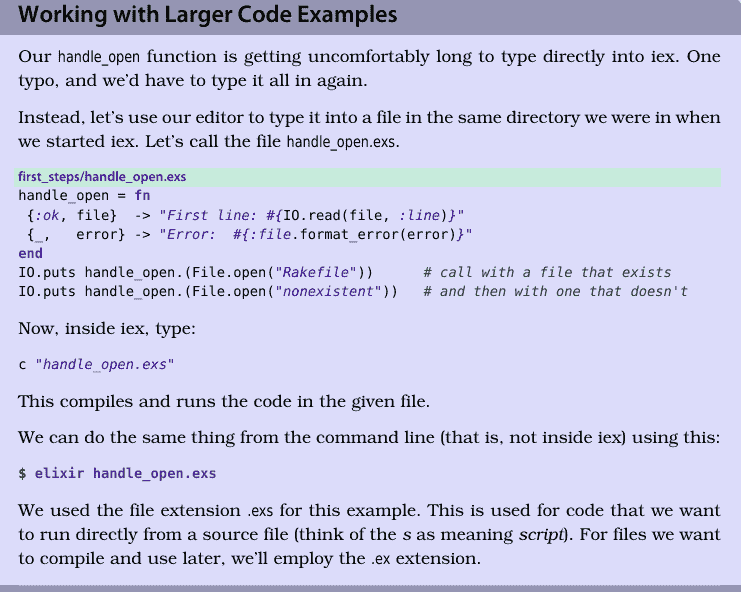 Working with Larger Code Examples
Our handle_open function is getting uncomfortably long to type directly into iex. One
typo, and we'd have to type it all in again.
Instead, let's use our editor to type it into a file in the same directory we were in when
we started iex. Let's call the file handle_open.exs.
first_steps/handle_open.exs
handle_open = fn
{:ok, file}  -> "First line: #{IO.read(file, :line)}"
{_,   error} -> "Error:  #{:file.format_error(error)}"
end
IO.puts handle_open.(File.open("Rakefile"))      # call with a file that exists
IO.puts handle_open.(File.open("nonexistent"))   # and then with one that doesn't
Now, inside iex, type:
c "handle_open.exs"
This compiles and runs the code in the given file.
We can do the same thing from the command line (that is, not inside iex) using this:
$ elixir handle_open.exs
We used the file extension .exs for this example. This is used for code that we want
to run directly from a source file (think of the s as meaning script). For files we want
to compile and use later, we'll employ the .ex extension.